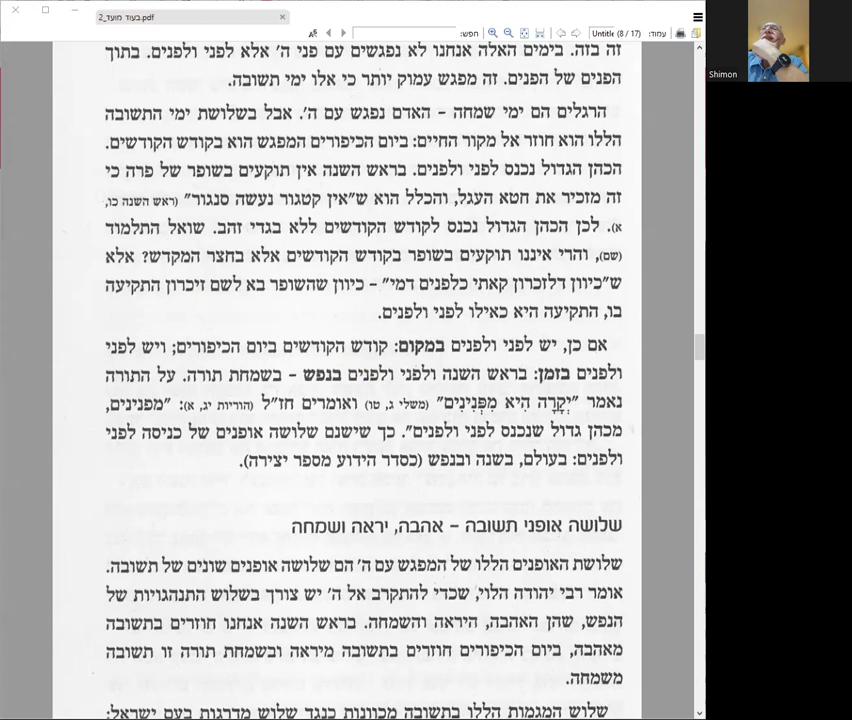 בעוד מועד_2.pdf
חיפוש:
Untitle (8 / 17)
עמוד:
Shimon
זה בזה. בימים האלה אנחנו לא נפגשים עם פני ה׳ אלא לפני ולפנים. בתוך
הפנים של הפנים. זה מפגש עמוק יותר כי אלו ימי תשובה.
הרגלים הם ימי שמחה – האדם נפגש עם ה׳. אבל בשלושת ימי התשובה
הללו הוא חוזר אל מקור החיים: ביום הכיפורים המפגש הוא בקודש הקודשים.
הכהן הגדול נכנס לפני ולפנים. בראש השנה אין תוקעים בשופר של פרה כי
זה מזכיר את חטא העגל, והכלל הוא ש״אין קטגור נעשה סנגור״ (ראש השנה כו,
א). לכן הכהן הגדול נכנס לקודש הקודשים ללא בגדי זהב. שואל התלמוד
(שם), והרי איננו תוקעים בשופר בקודש הקודשים אלא בחצר המקדש? אלא
ש״כיוון דלזכרון קאתי כלפנים דמי״ – כיוון שהשופר בא לשם זיכרון התקיעה
בו, התקיעה היא כאילו לפני ולפנים.
אם כן, יש לפני ולפנים במקום: קודש הקודשים ביום הכיפורים; ויש לפני
ולפנים בזמן: בראש השנה ולפני ולפנים בנפש – בשמחת תורה. על התורה
נאמר ״יְקָרָה הִיא מִפְּנִינִים״ (משלי ג, טו) ואומרים חז״ל (הוריות יג, א): ״מפנינים,
מכהן גדול שנכנס לפני ולפנים״. כך שישנם שלושה אופנים של כניסה לפני
ולפנים: בעולם, בשנה ובנפש (כסדר הידוע מספר יצירה).
שלושה אופני תשובה – אהבה, יראה ושמחה
שלושת האופנים הללו של המפגש עם ה׳ הם שלושה אופנים שונים של תשובה.
אומר רבי יהודה הלוי, שכדי להתקרב אל ה׳ יש צורך בשלוש התנהגויות של
הנפש, שהן האהבה, היראה והשמחה. בראש השנה אנחנו חוזרים בתשובה
מאהבה, ביום הכיפורים חוזרים בתשובה מיראה ובשמחת תורה זו תשובה
משמחה.
שלוש המגמות הללו בתשובה מכוונות כנגד שלוש מדרגות בעם ישראל: